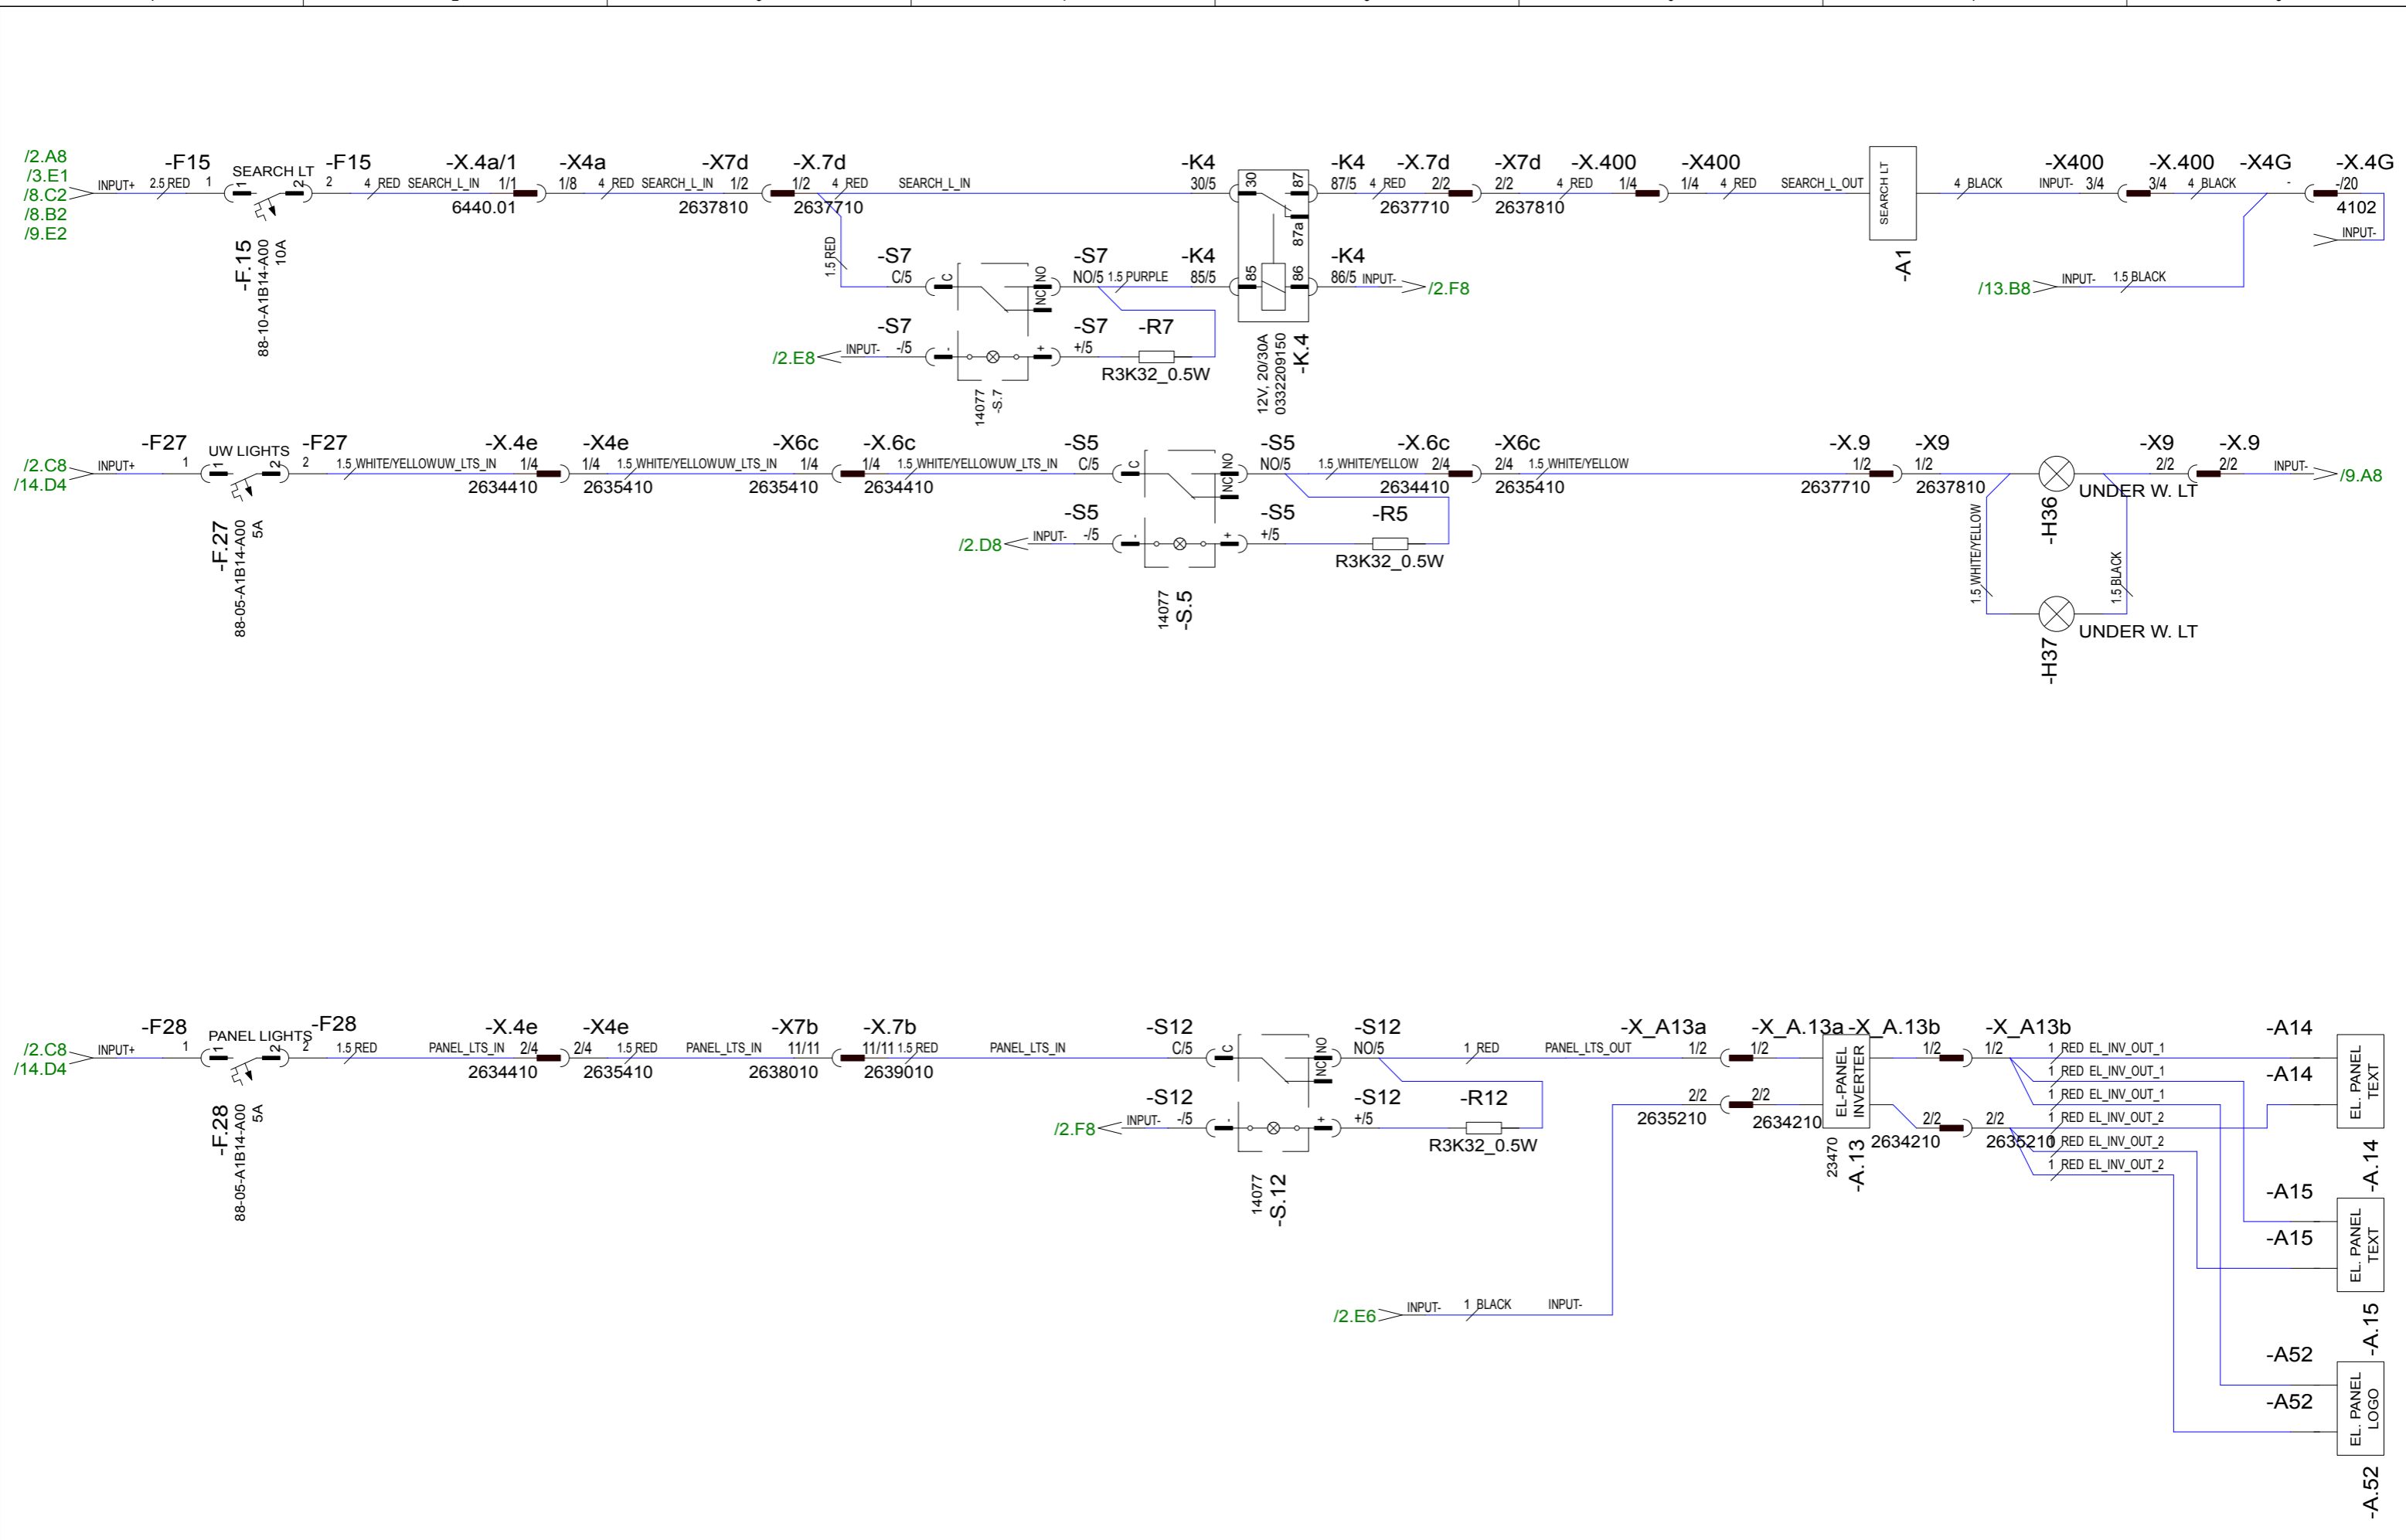 /2.A8
/3.E1
/8.C2
/8.B2
/9.E2
INPUT+ 2.5 RED 1
-F15 SEARCH LT -F15
1 2 2
-F.15
88-10-A1B14-A00
10A
4 RED SEARCH_L_IN 1/1
-X.4a/1 -X4a
6440.01
1/8 4 RED SEARCH_L_IN 1/2
-X7d -X.7d
2637810 2637710
1/2 4 RED SEARCH_L_IN 30/5
-K4 -K4
30 87
87a
87/5 4 RED 2/2
-X.7d -X7d
2637710 2637810
2/2 4 RED 1/4
-X.400 -X400
1/4 4 RED SEARCH_L_OUT
SEARCH LT
-A1
4 BLACK INPUT- 3/4
-X400 -X.400
3/4 4 BLACK -
-X4G -X.4G
-/20
4102
INPUT-
/13.B8 INPUT- 1.5 BLACK
1.5 RED
-S7 -S7
C/5 C NO NC NO/5 1.5 PURPLE 85/5
-K4 -K4
85 86
86/5 INPUT- /2.F8
-S7 -S7 -R7
/2.E8 INPUT- -/5 - + +/5
R3K32_0.5W
14077
-S.7
12V, 20/30A
0332209150
-K.4
/2.C8
/14.D4
INPUT+ 1
-F27 UW LIGHTS -F27
1 2 2
-F.27
88-05-A1B14-A00
5A
1.5 WHITE/YELLOW UW_LTS_IN 1/4
-X.4e -X4e
2634410 2635410
1/4 1.5 WHITE/YELLOW UW_LTS_IN 1/4
-X6c -X.6c
2635410 2634410
1/4 1.5 WHITE/YELLOW UW_LTS_IN C/5
-S5 -S5
C NO NC
NO/5 1.5 WHITE/YELLOW 2/4
-X.6c -X6c
2634410 2635410
2/4 1.5 WHITE/YELLOW 1/2
-X.9 -X9
2637710 2637810
1/2
-H36
UNDER W. LT
-X9 -X.9
2/2 2/2 INPUT- /9.A8
-S5 -S5 -R5
/2.D8 INPUT- -/5 - + +/5
R3K32_0.5W
14077
-S.5
1.5 WHITE/YELLOW
1.5 BLACK
-H37
UNDER W. LT
/2.C8
/14.D4
INPUT+ 1
-F28 PANEL LIGHTS -F28
1 2 2
-F.28
88-05-A1B14-A00
5A
1.5 RED PANEL_LTS_IN 2/4
-X.4e -X4e
2634410 2635410
2/4 1.5 RED PANEL_LTS_IN 11/11
-X7b -X.7b
2638010 2639010
11/11 1.5 RED PANEL_LTS_IN C/5
-S12 -S12
C NO NC
NO/5 1 RED PANEL_LTS_OUT 1/2
-X_A13a -X_A.13a
1/2
2/2 2/2
2635210 2634210
-S12 -S12 -R12
/2.F8 INPUT- -/5 - + +/5
R3K32_0.5W
14077
-S.12
EL-PANEL
INVERTER
23470
-A.13
-X_A.13b -X_A13b
1/2 1/2
2/2 2/2
2634210 2635210
1 RED EL_INV_OUT_1
1 RED EL_INV_OUT_1
1 RED EL_INV_OUT_1
1 RED EL_INV_OUT_2
1 RED EL_INV_OUT_2
1 RED EL_INV_OUT_2
-A14
-A14
EL. PANEL
TEXT
-A.14
-A15
-A15
EL. PANEL
TEXT
-A.15
/2.E6 INPUT- 1 BLACK INPUT-
-A52
-A52
EL. PANEL
LOGO
-A.52